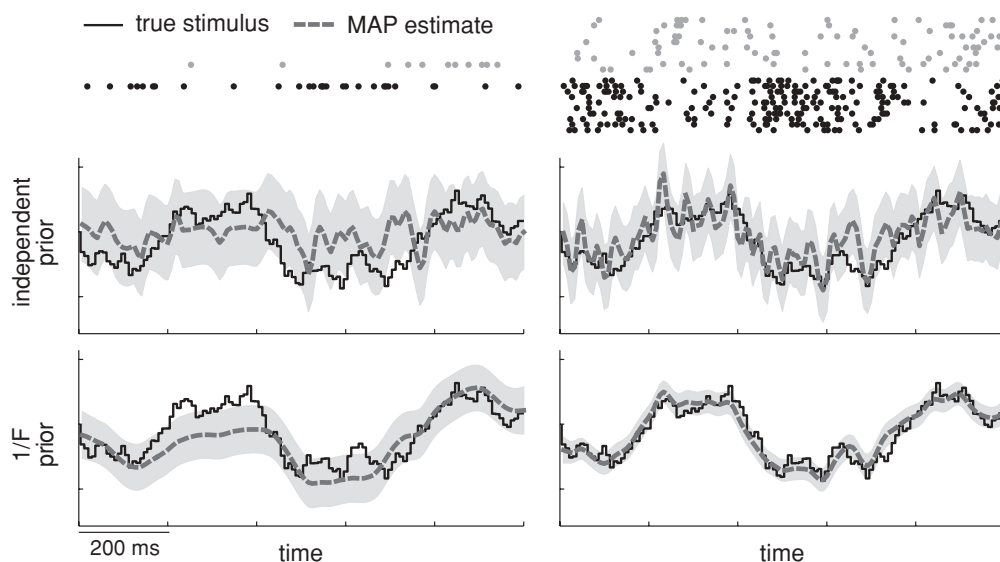 true stimulus
MAP estimate
independent
prior
1/F
prior
200 ms
time
time